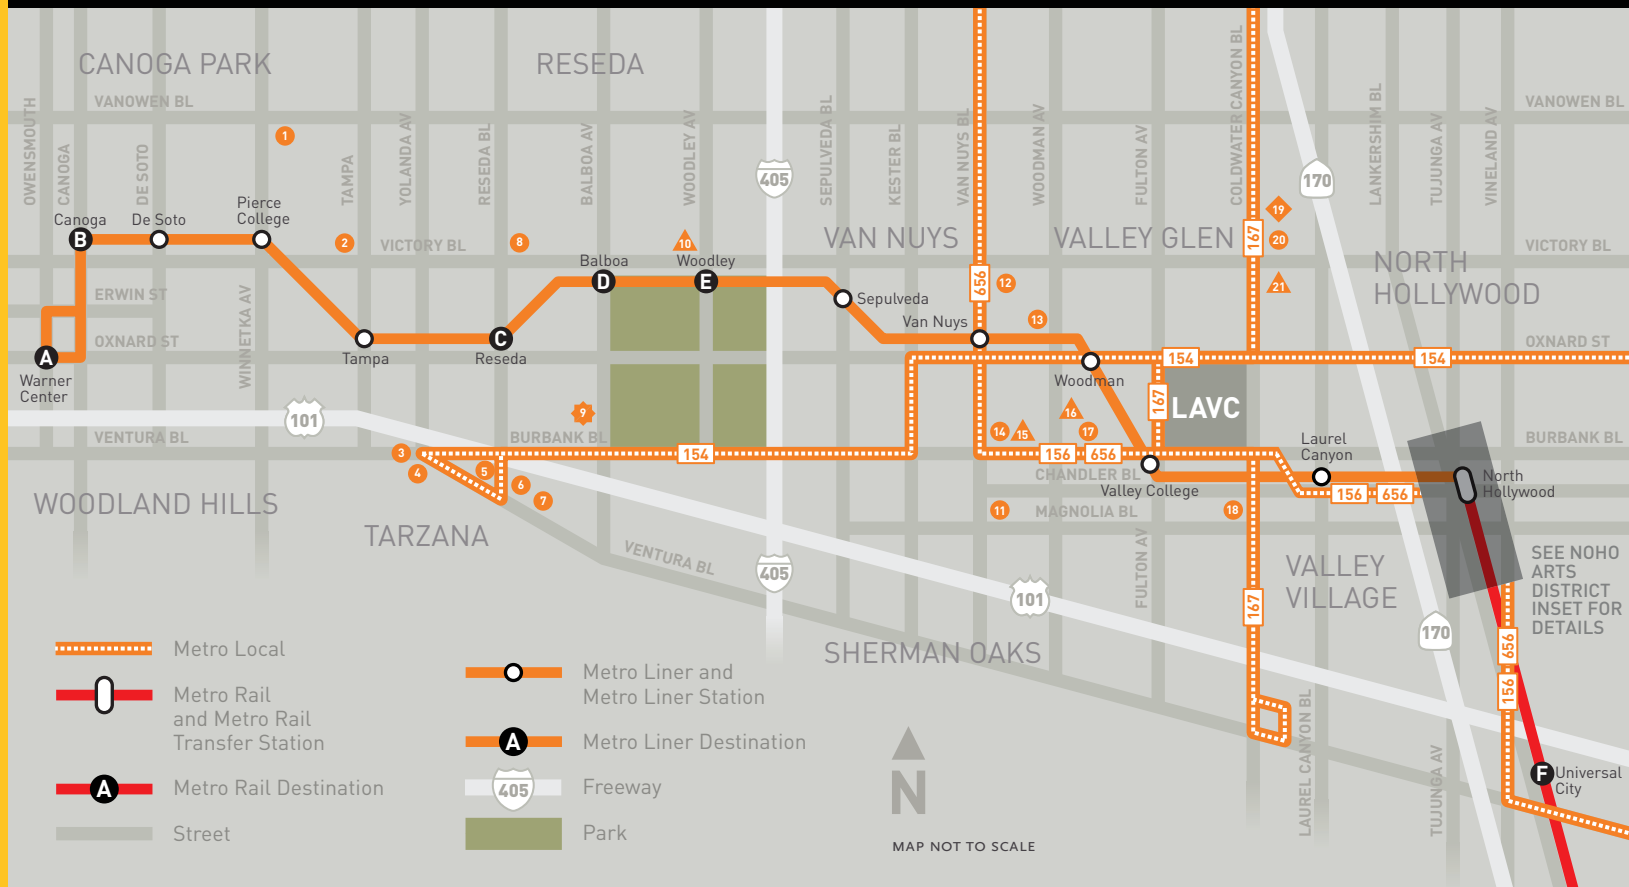 CANOGA PARK
RESEDA
VANOWEN BL
VANOWEN BL
OWENSMOUTH
CANOGA
DE SOTO
TAMPA
YOLANDA AV
RESEDA BL
BALBOA AV
WOODLEY AV
405
SEPULVEDA BL
KESTER BL
VAN NUYS BL
WOODMAN AV
FULTON AV
COLDWATER CANYON BL
170
LANKERSHIM BL
TUJUNGA AV
VINELAND AV
1
Canoga
B
De Soto
Pierce
College
2
VICTORY BL
8
10
Balboa
D
Woodley
E
VAN NUYS
VALLEY GLEN
167
19
20
21
VICTORY BL
NORTH
HOLLYWOOD
ERWIN ST
OXNARD ST
WINNETKA AV
A
Warner
Center
Tampa
C
Reseda
Sepulveda
656
12
Van Nuys
13
Woodman
154
154
OXNARD ST
101
VENTURA BL
9
BURBANK BL
154
16
14
15
17
156
656
167
LAVC
Laurel
Canyon
BURBANK BL
3
4
5
6
7
CHANDLER BL
Valley College
156
656
North
Hollywood
WOODLAND HILLS
TARZANA
11
MAGNOLIA BL
18
VENTURA BL
405
101
FULTON AV
167
VALLEY
VILLAGE
170
SEE NOHO
ARTS
DISTRICT
INSET FOR
DETAILS
SHERMAN OAKS
656
156
LAUREL CANYON BL
TUJUNGA AV
F
Universal
City
Metro Local
Metro Rail
and Metro Rail
Transfer Station
A
Metro Rail Destination
Street
Metro Liner and
Metro Liner Station
A
Metro Liner Destination
405
Freeway
Park
N
MAP NOT TO SCALE